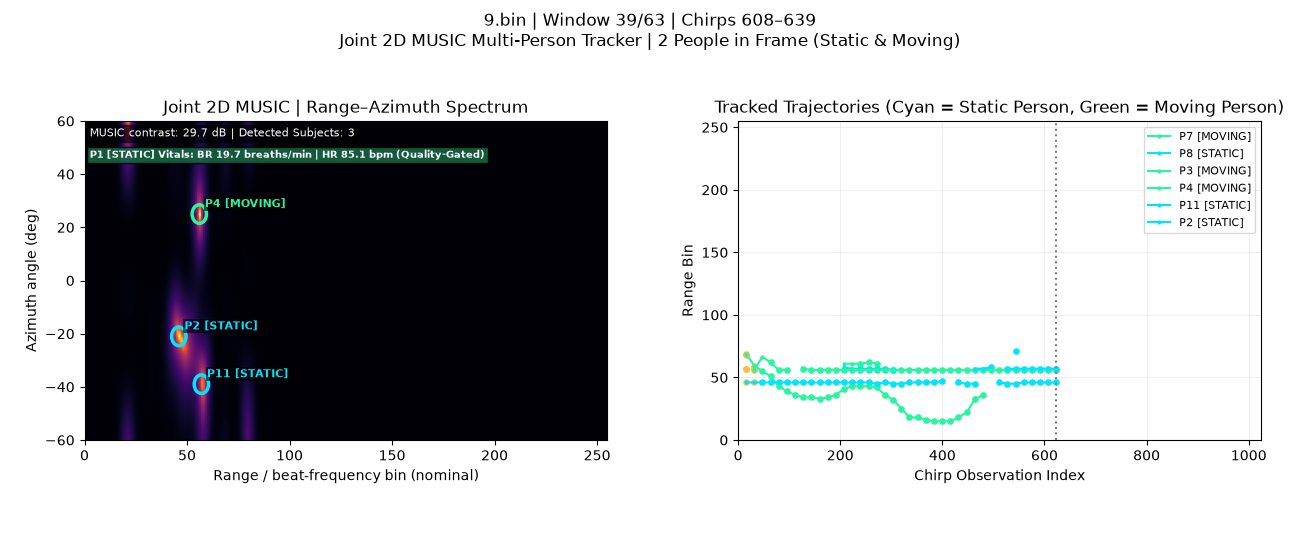 9.bin | Window 39/63 | Chirps 608–639
Joint 2D MUSIC Multi-Person Tracker | 2 People in Frame (Static & Moving)
Joint 2D MUSIC | Range–Azimuth Spectrum
MUSIC contrast: 29.7 dB | Detected Subjects: 3
P1 [STATIC] Vitals: BR 19.7 breaths/min | HR 85.1 bpm (Quality-Gated)
P4 [MOVING]
P2 [STATIC]
P11 [STATIC]
60
40
20
0
−20
−40
−60
Azimuth angle (deg)
0
50
100
150
200
250
Range / beat-frequency bin (nominal)
Tracked Trajectories (Cyan = Static Person, Green = Moving Person)
P7 [MOVING]
P8 [STATIC]
P3 [MOVING]
P4 [MOVING]
P11 [STATIC]
P2 [STATIC]
250
200
150
100
50
0
Range Bin
0
200
400
600
800
1000
Chirp Observation Index